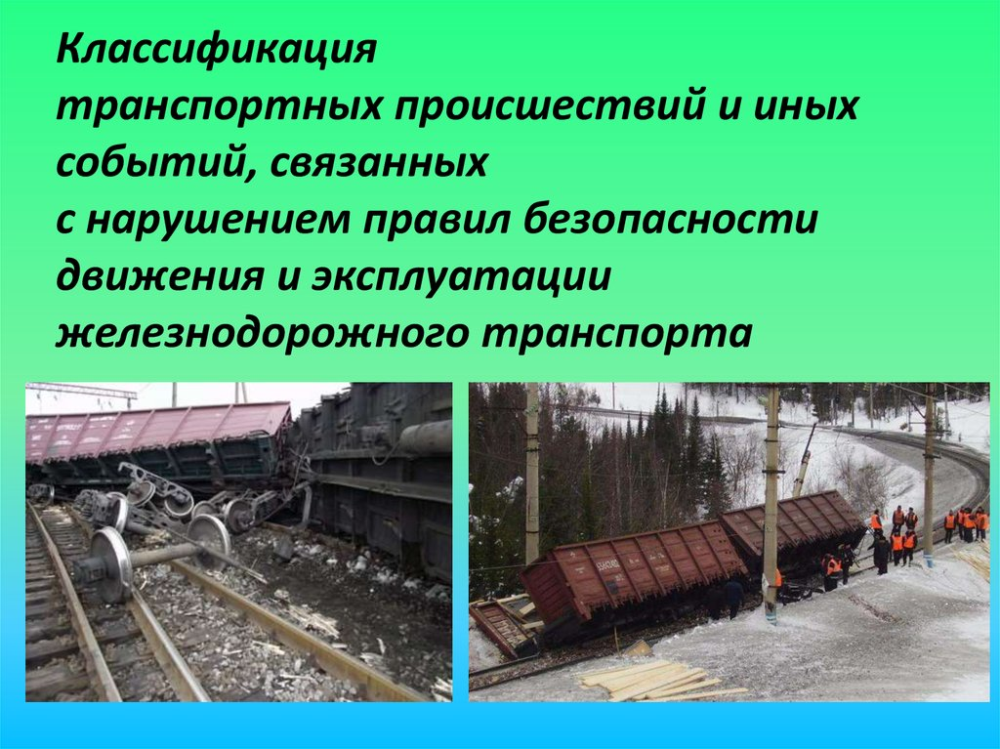 Классификация
транспортных происшествий и иных
событий, связанных
с нарушением правил безопасности
движения и эксплуатации
железнодорожного транспорта